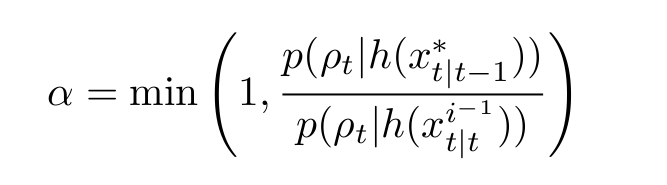 α = min(1, p(ρ_t|h(x^*_{t|t−1})) / p(ρ_t|h(x^{i−1}_{t|t})))